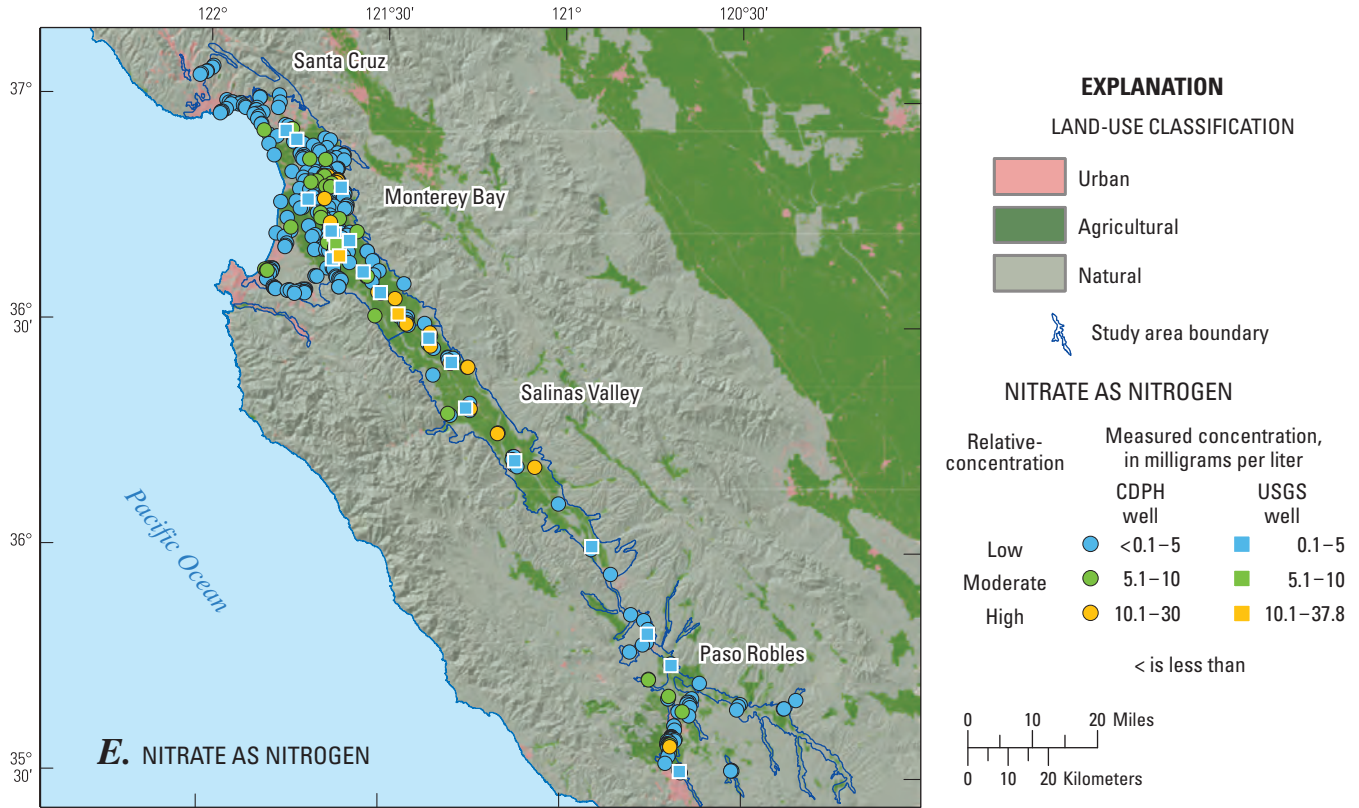 122°
121°30'
121°
120°30'
37°
36°
30'
36°
35°
30'
Santa Cruz
Monterey Bay
Salinas Valley
Paso Robles
Pacific Ocean
E. NITRATE AS NITROGEN
EXPLANATION
LAND-USE CLASSIFICATION
Urban
Agricultural
Natural
Study area boundary
NITRATE AS NITROGEN
Relative-
concentration
Measured concentration,
in milligrams per liter
CDPH
well
USGS
well
Low <0.1–5 0.1–5
Moderate 5.1–10 5.1–10
High 10.1–30 10.1–37.8
< is less than
0 10 20 Miles
0 10 20 Kilometers